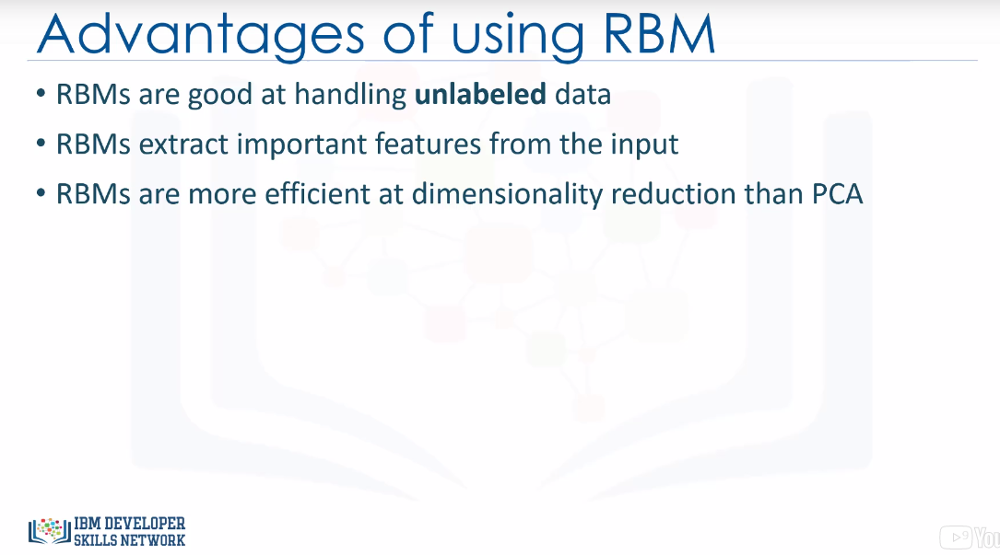 Advantages of using RBM
• RBMs are good at handling unlabeled data
• RBMs extract important features from the input
• RBMs are more efficient at dimensionality reduction than PCA
IBM DEVELOPER
SKILLS NETWORK